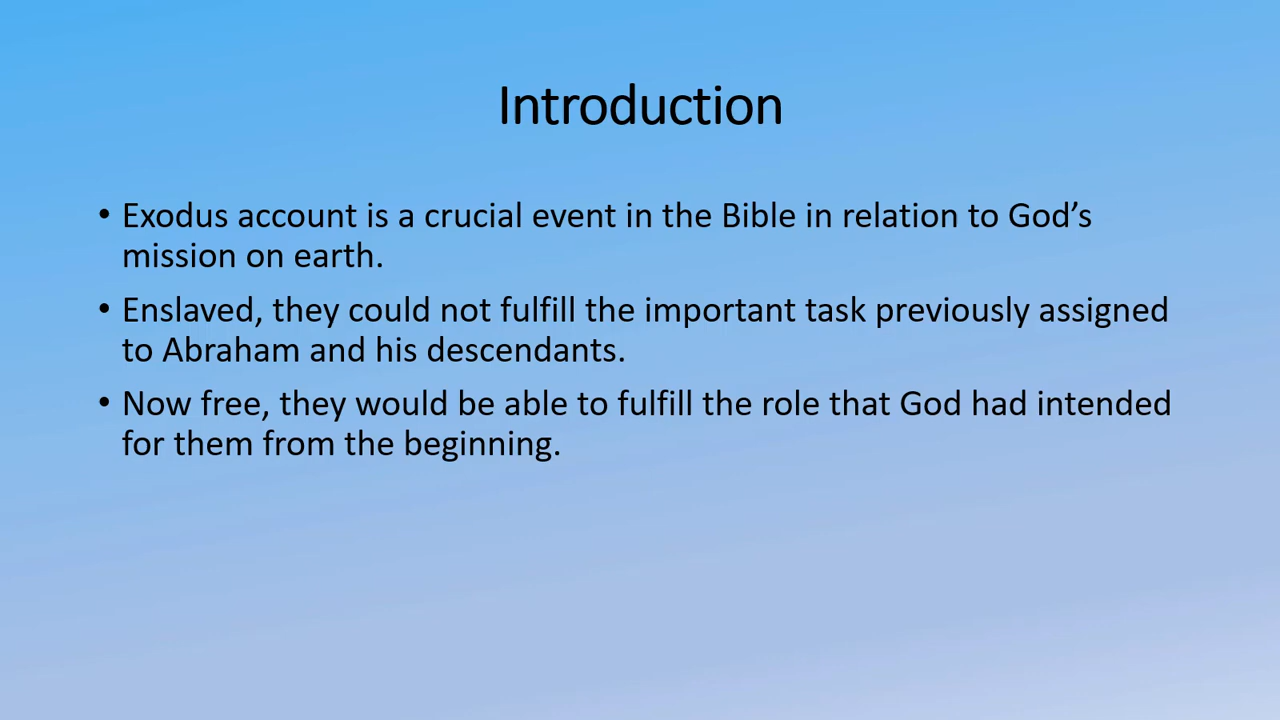 Introduction
• Exodus account is a crucial event in the Bible in relation to God’s
mission on earth.
• Enslaved, they could not fulfill the important task previously assigned
to Abraham and his descendants.
• Now free, they would be able to fulfill the role that God had intended
for them from the beginning.